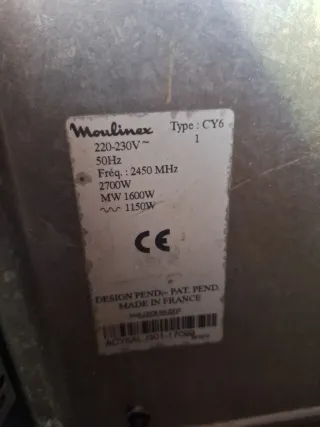 Moulinex Type : CY6
220-230V ~ 1
50Hz
Fréq. : 2450 MHz
2700W
MW 1600W
1150W
CE
DESIGN PEND.- PAT. PEND.
MADE IN FRANCE